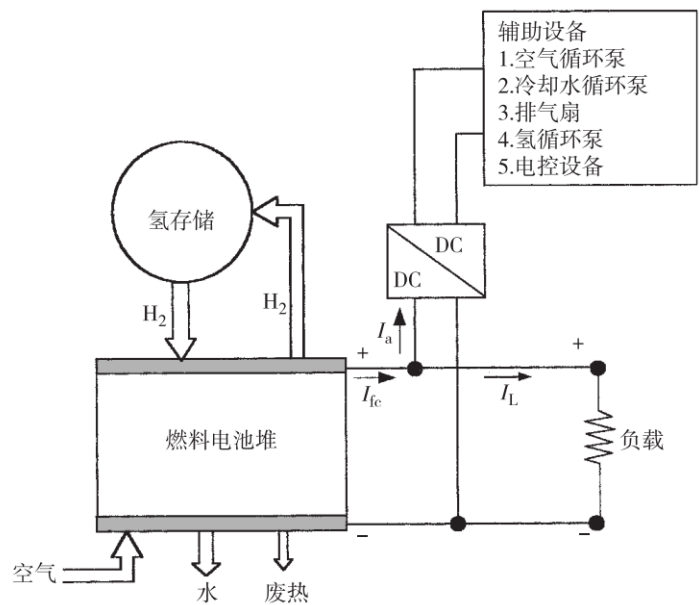 辅助设备
1.空气循环泵
2.冷却水循环泵
3.排气扇
4.氢循环泵
5.电控设备
氢存储
DC
DC
H2
H2
Ia
+
+
Ifc
IL
燃料电池堆
负载
−
−
空气
水
废热